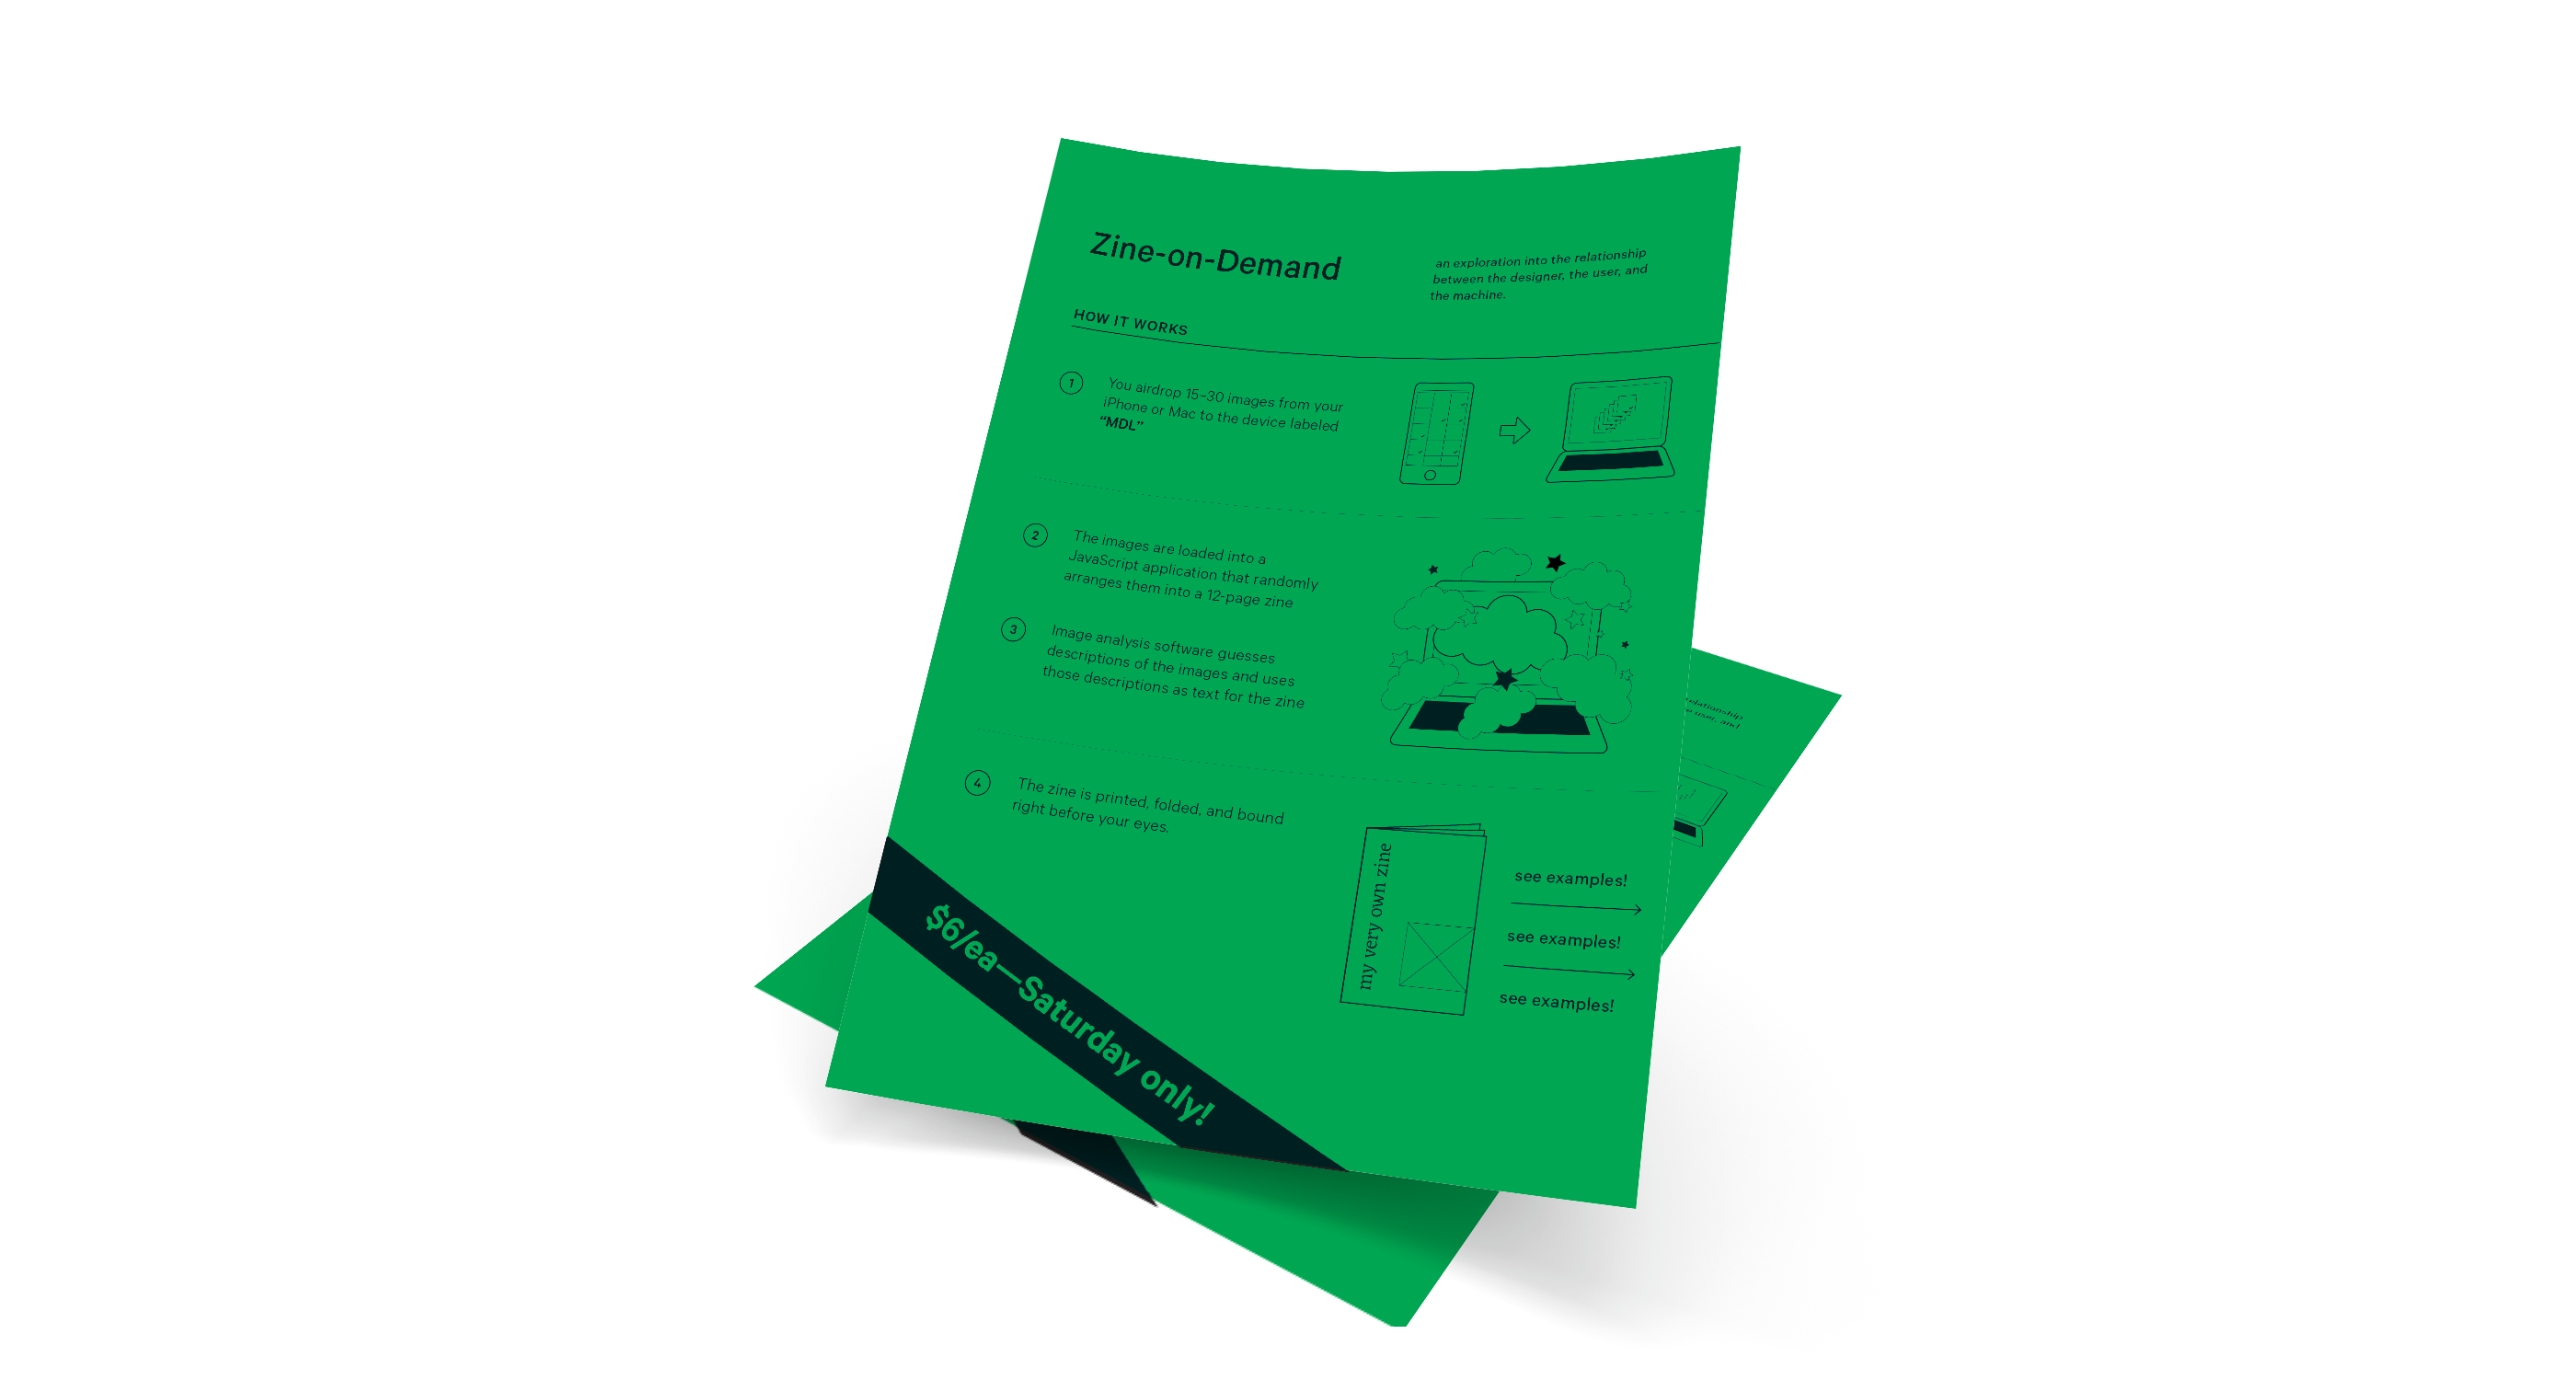 Zine-on-Demand
an exploration into the relationship
between the designer. the user, and
the machine.
HOW IT WORKS
1
You airdrop 15–30 images from your
iPhone or Mac to the device labeled
“MDL”
2
The images are loaded into a
JavaScript application that randomly
arranges them into a 12-page zine
3
Image analysis software guesses
descriptions of the images and uses
those descriptions as text for the zine
4
The zine is printed, folded, and bound
right before your eyes.
my very own zine
see examples!
see examples!
see examples!
$6/ea—Saturday only!
relationship
user, and